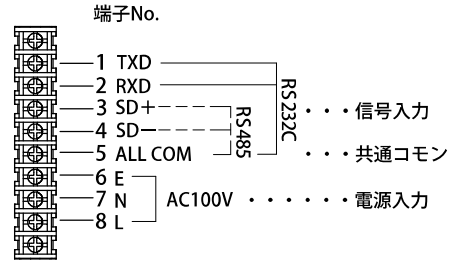 端子No.
1 TXD
2 RXD
3 SD+
4 SD−
5 ALL COM
6 E
7 N
8 L
RS485
RS232C
・・・信号入力
・・・共通コモン
AC100V ・・・・・・電源入力